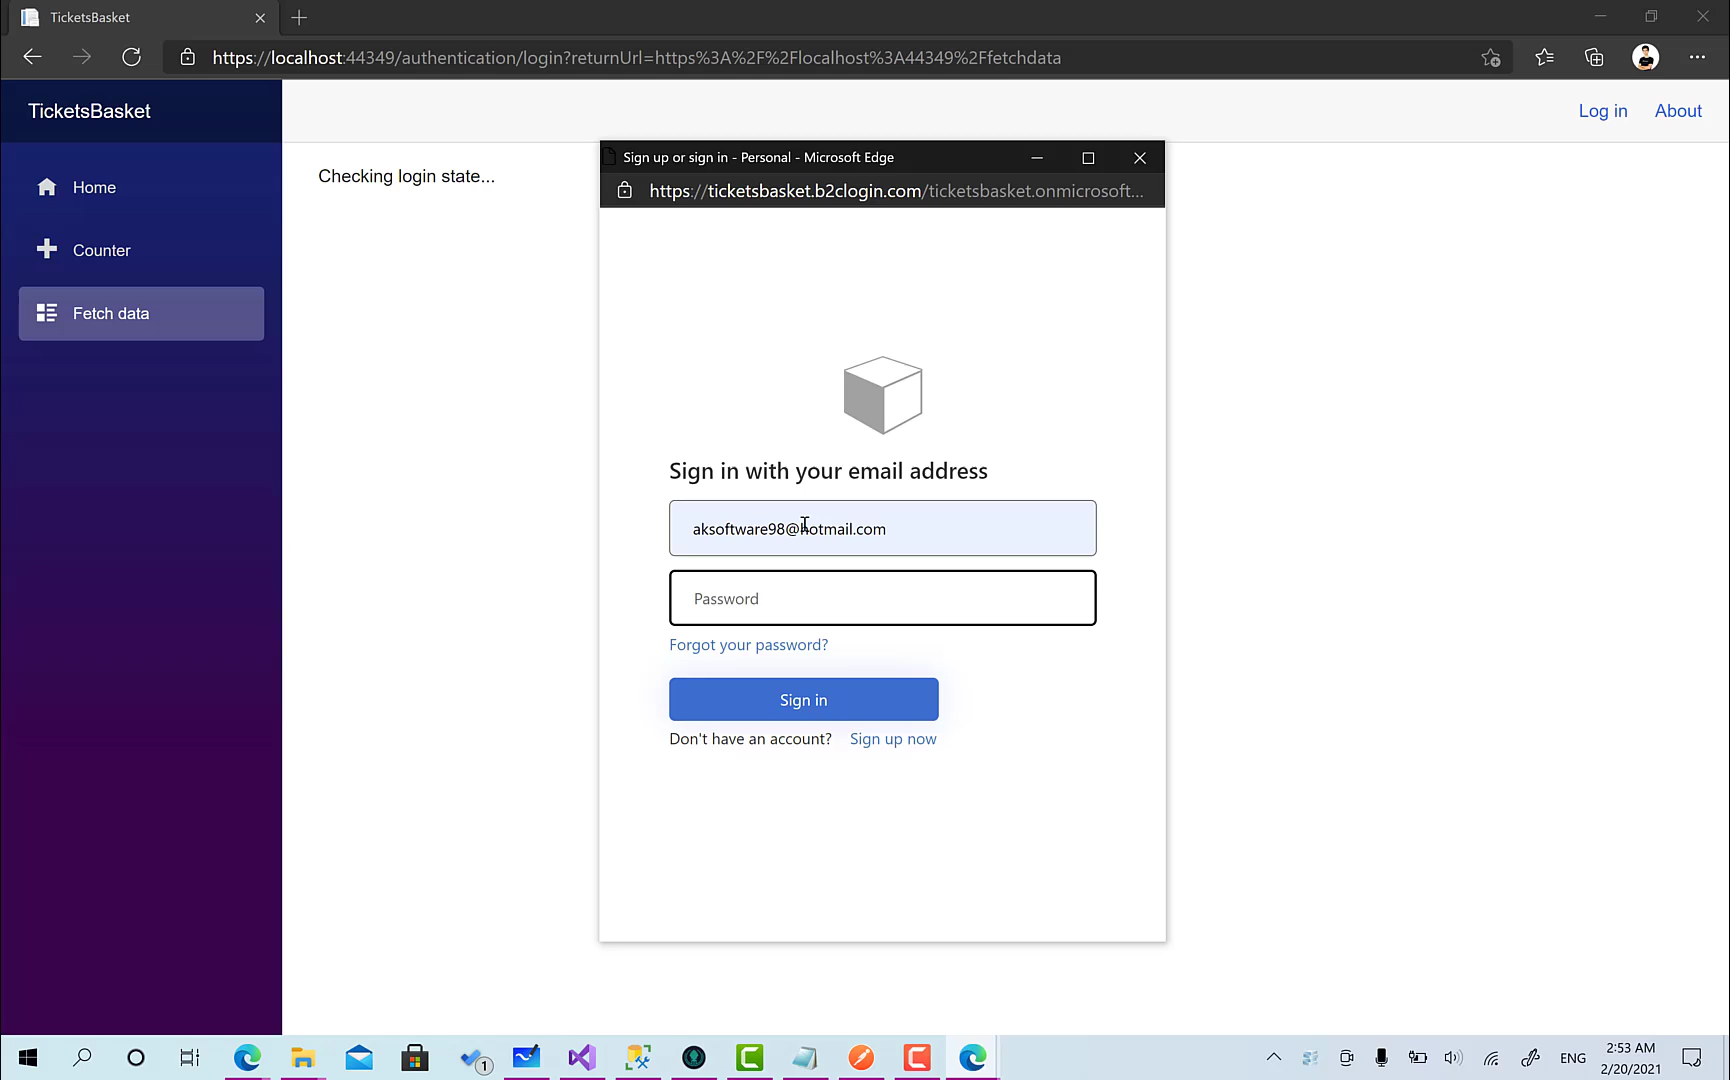 TicketsBasket
https://localhost:44349/authentication/login?returnUrl=https%3A%2F%2Flocalhost%3A44349%2Ffetchdata
TicketsBasket
Log in
About
Home
Counter
Fetch data
Checking login state...
Sign up or sign in - Personal - Microsoft Edge
https://ticketsbasket.b2clogin.com/ticketsbasket.onmicrosoft...
Sign in with your email address
aksoftware98@hotmail.com
Password
Forgot your password?
Sign in
Don't have an account? Sign up now
1
ENG
2:53 AM
2/20/2021